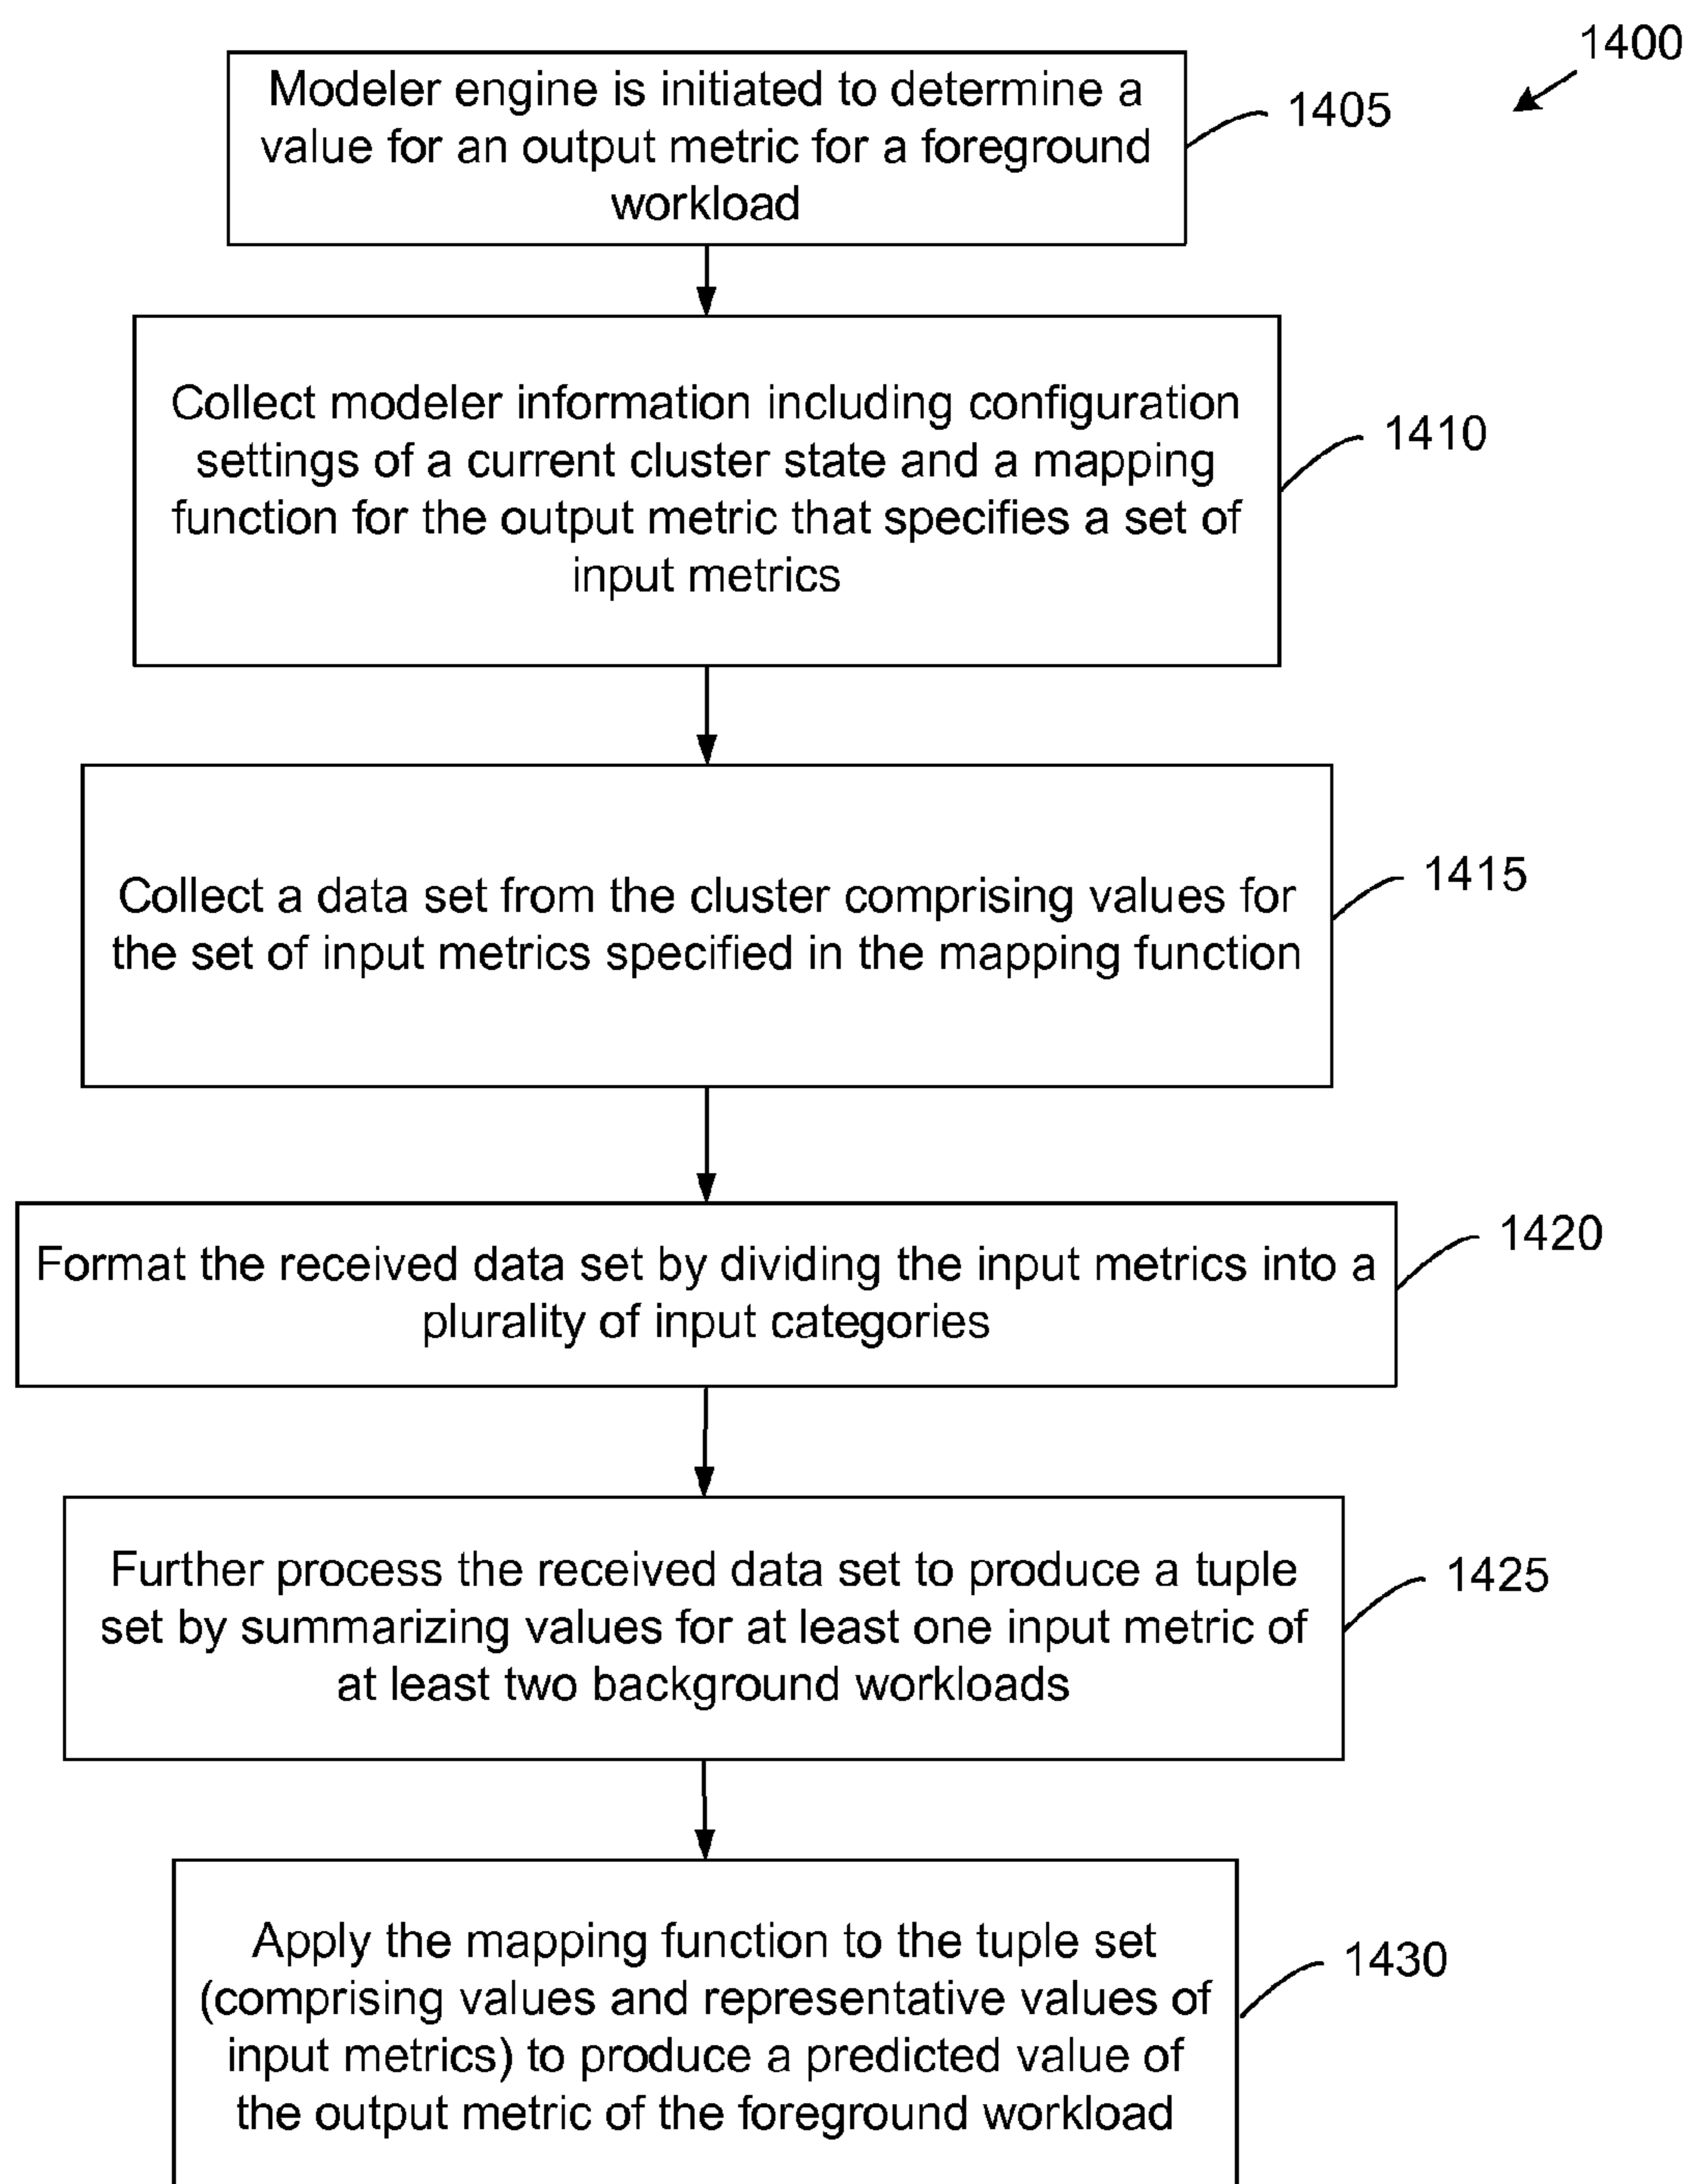 1400
Modeler engine is initiated to determine a
value for an output metric for a foreground
workload
1405
Collect modeler information including configuration
settings of a current cluster state and a mapping
function for the output metric that specifies a set of
input metrics
1410
Collect a data set from the cluster comprising values for
the set of input metrics specified in the mapping function
1415
Format the received data set by dividing the input metrics into a
plurality of input categories
1420
Further process the received data set to produce a tuple
set by summarizing values for at least one input metric of
at least two background workloads
1425
Apply the mapping function to the tuple set
(comprising values and representative values of
input metrics) to produce a predicted value of
the output metric of the foreground workload
1430